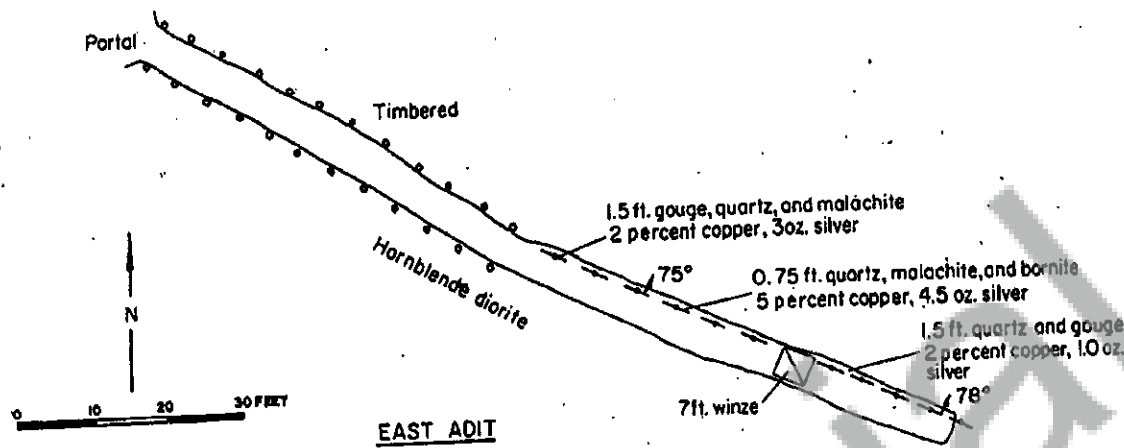 Portal
Timbered
1.5 ft. gouge, quartz, and malachite
2 percent copper, 3oz. silver
75°
0.75 ft. quartz, malachite, and bornite
5 percent copper, 4.5 oz. silver
Hornblende diorite
N
1.5 ft. quartz and gouge
2 percent copper, 1.0 oz.
silver
78°
7ft. winze
0 10 20 30 FEET
EAST ADIT